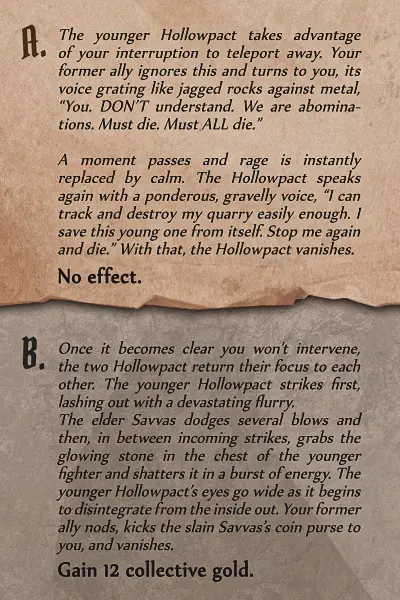 A.
The younger Hollowpact takes advantage
of your interruption to teleport away. Your
former ally ignores this and turns to you, its
voice grating like jagged rocks against metal,
“You. DON’T understand. We are abomina-
tions. Must die. Must ALL die.”
A moment passes and rage is instantly
replaced by calm. The Hollowpact speaks
again with a ponderous, gravelly voice, “I can
track and destroy my quarry easily enough. I
save this young one from itself. Stop me again
and die.” With that, the Hollowpact vanishes.
No effect.
B.
Once it becomes clear you won’t intervene,
the two Hollowpact return their focus to each
other. The younger Hollowpact strikes first,
lashing out with a devastating flurry.
The elder Savvas dodges several blows and
then, in between incoming strikes, grabs the
glowing stone in the chest of the younger
fighter and shatters it in a burst of energy. The
younger Hollowpact’s eyes go wide as it begins
to disintegrate from the inside out. Your former
ally nods, kicks the slain Savvas’s coin purse to
you, and vanishes.
Gain 12 collective gold.